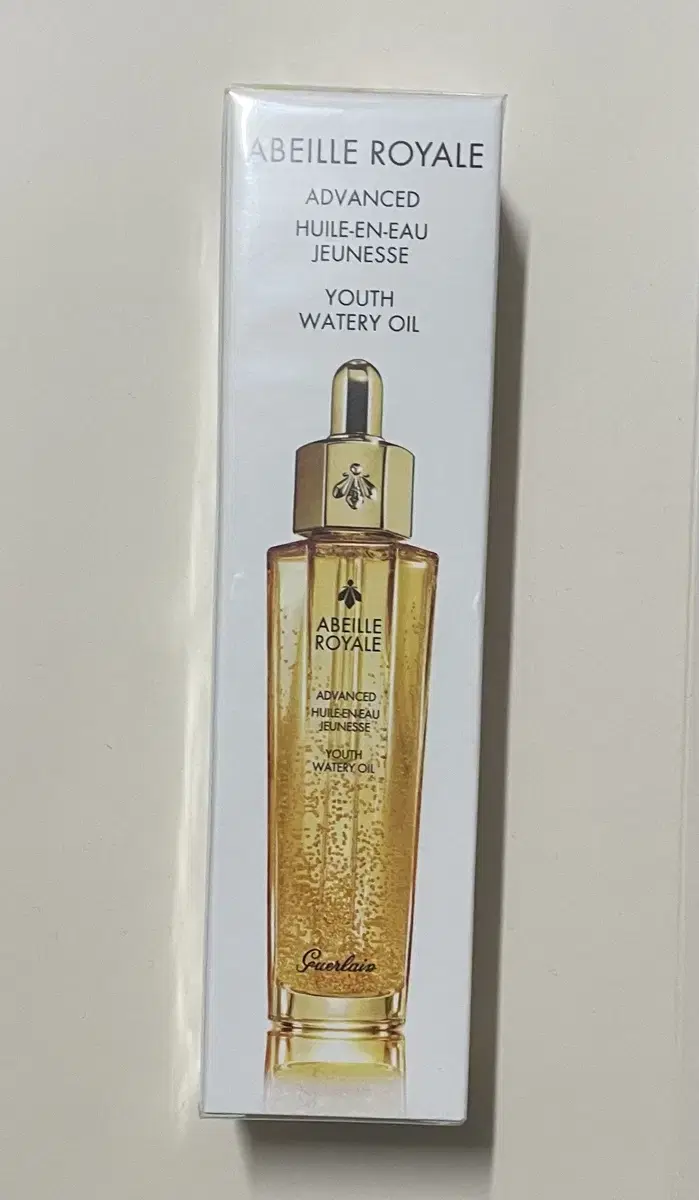 ABEILLE ROYALE
ADVANCED
HUILE-EN-EAU
JEUNESSE
YOUTH
WATERY OIL
ABEILLE
ROYALE
ADVANCED
HUILE-EN-EAU
JEUNESSE
YOUTH
WATERY OIL
Guerlain